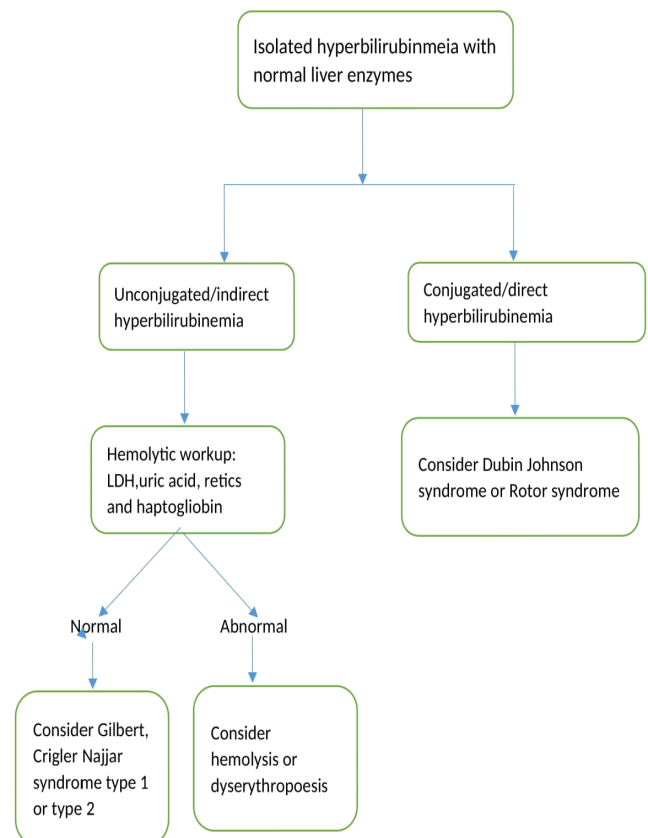 Isolated hyperbilirubinmeia with
normal liver enzymes
Unconjugated/indirect
hyperbilirubinemia
Conjugated/direct
hyperbilirubinemia
Hemolytic workup:
LDH,uric acid, retics
and haptogliobin
Consider Dubin Johnson
syndrome or Rotor syndrome
Normal
Abnormal
Consider Gilbert,
Crigler Najjar
syndrome type 1
or type 2
Consider
hemolysis or
dyserythropoesis